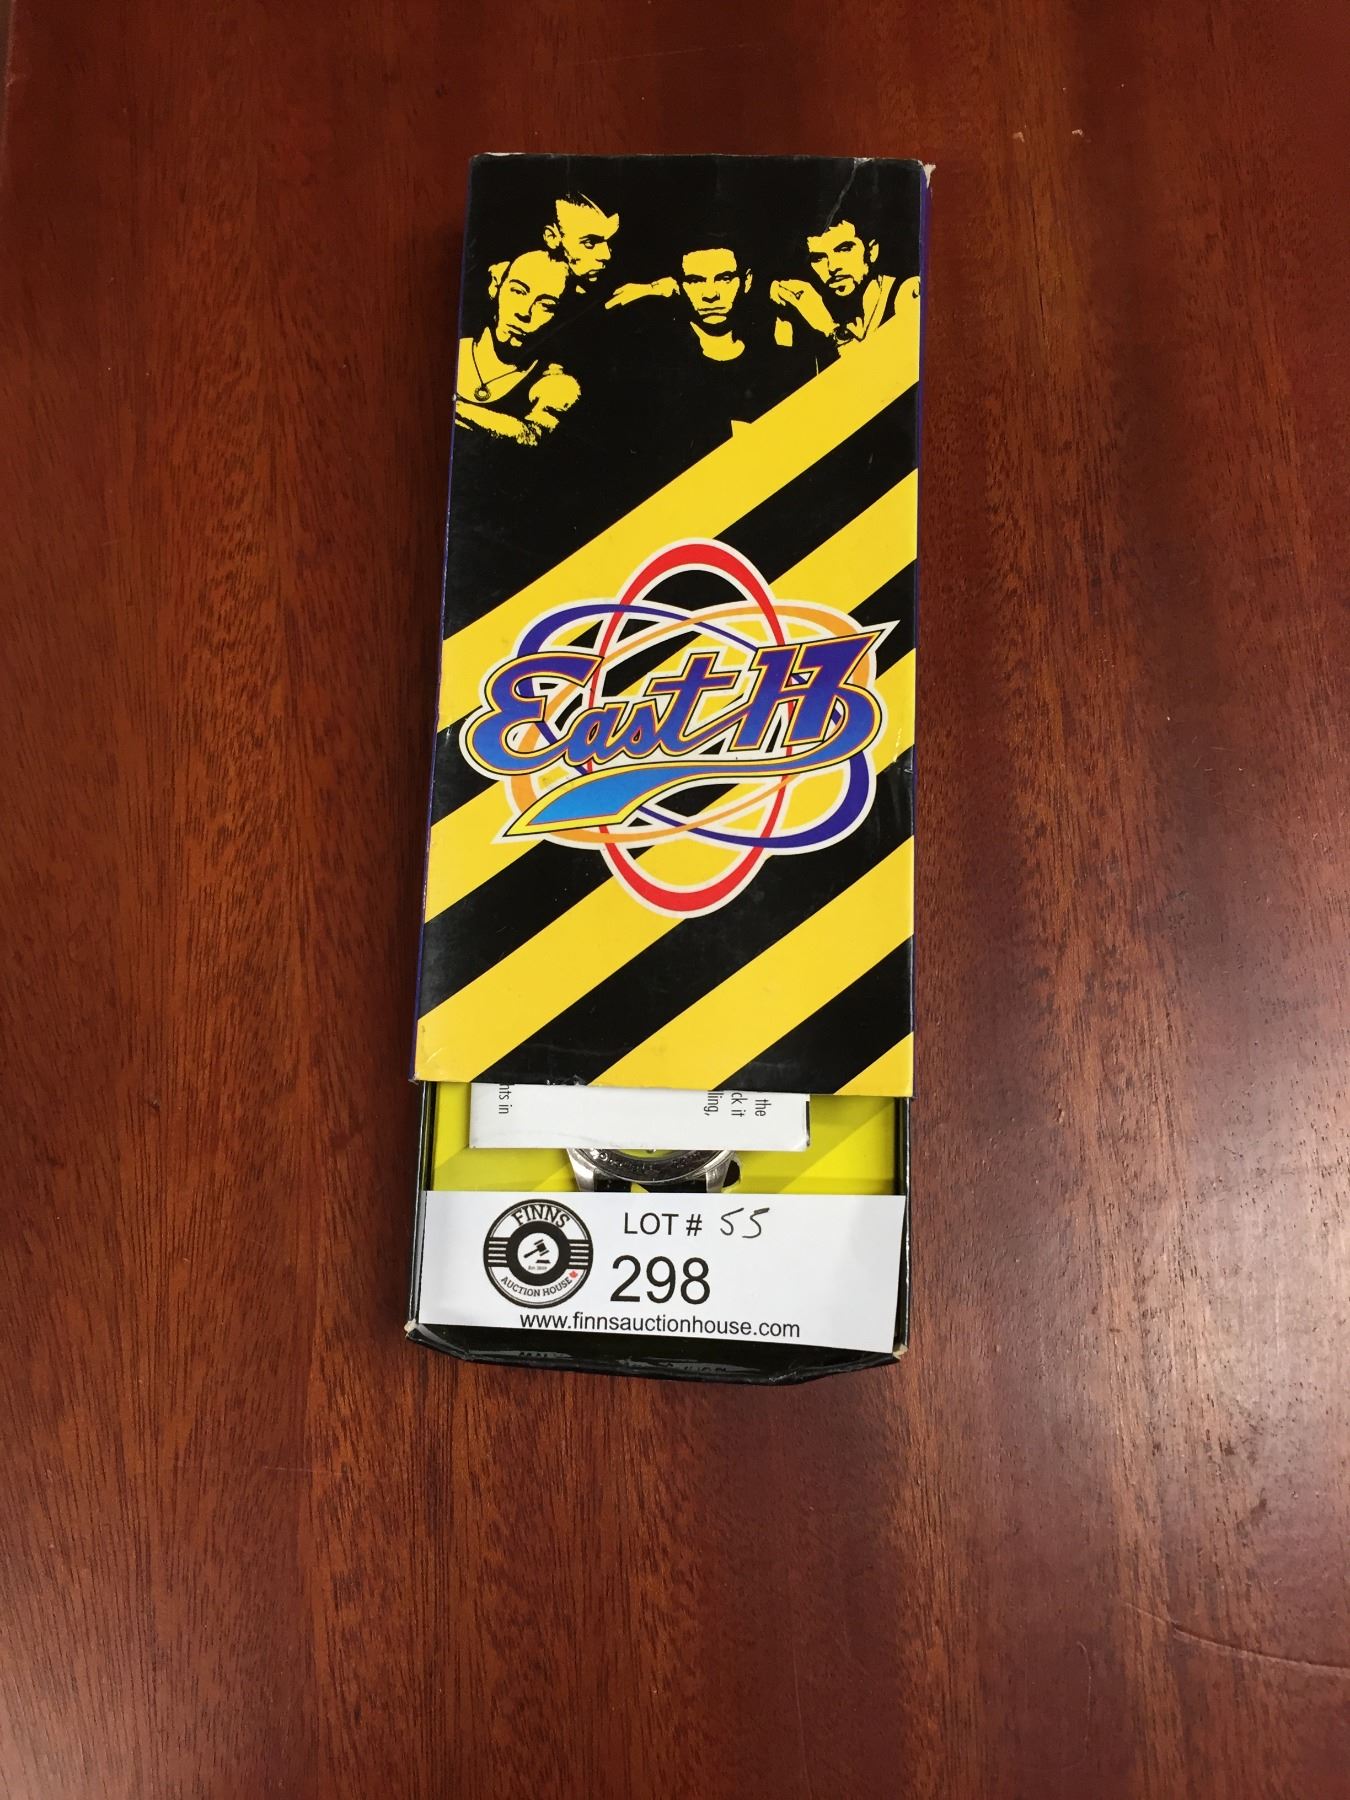 East 17
the
ck it
ling,
nts in
FINNS
AUCTION HOUSE
LOT # 55
298
www.finnsauctionhouse.com